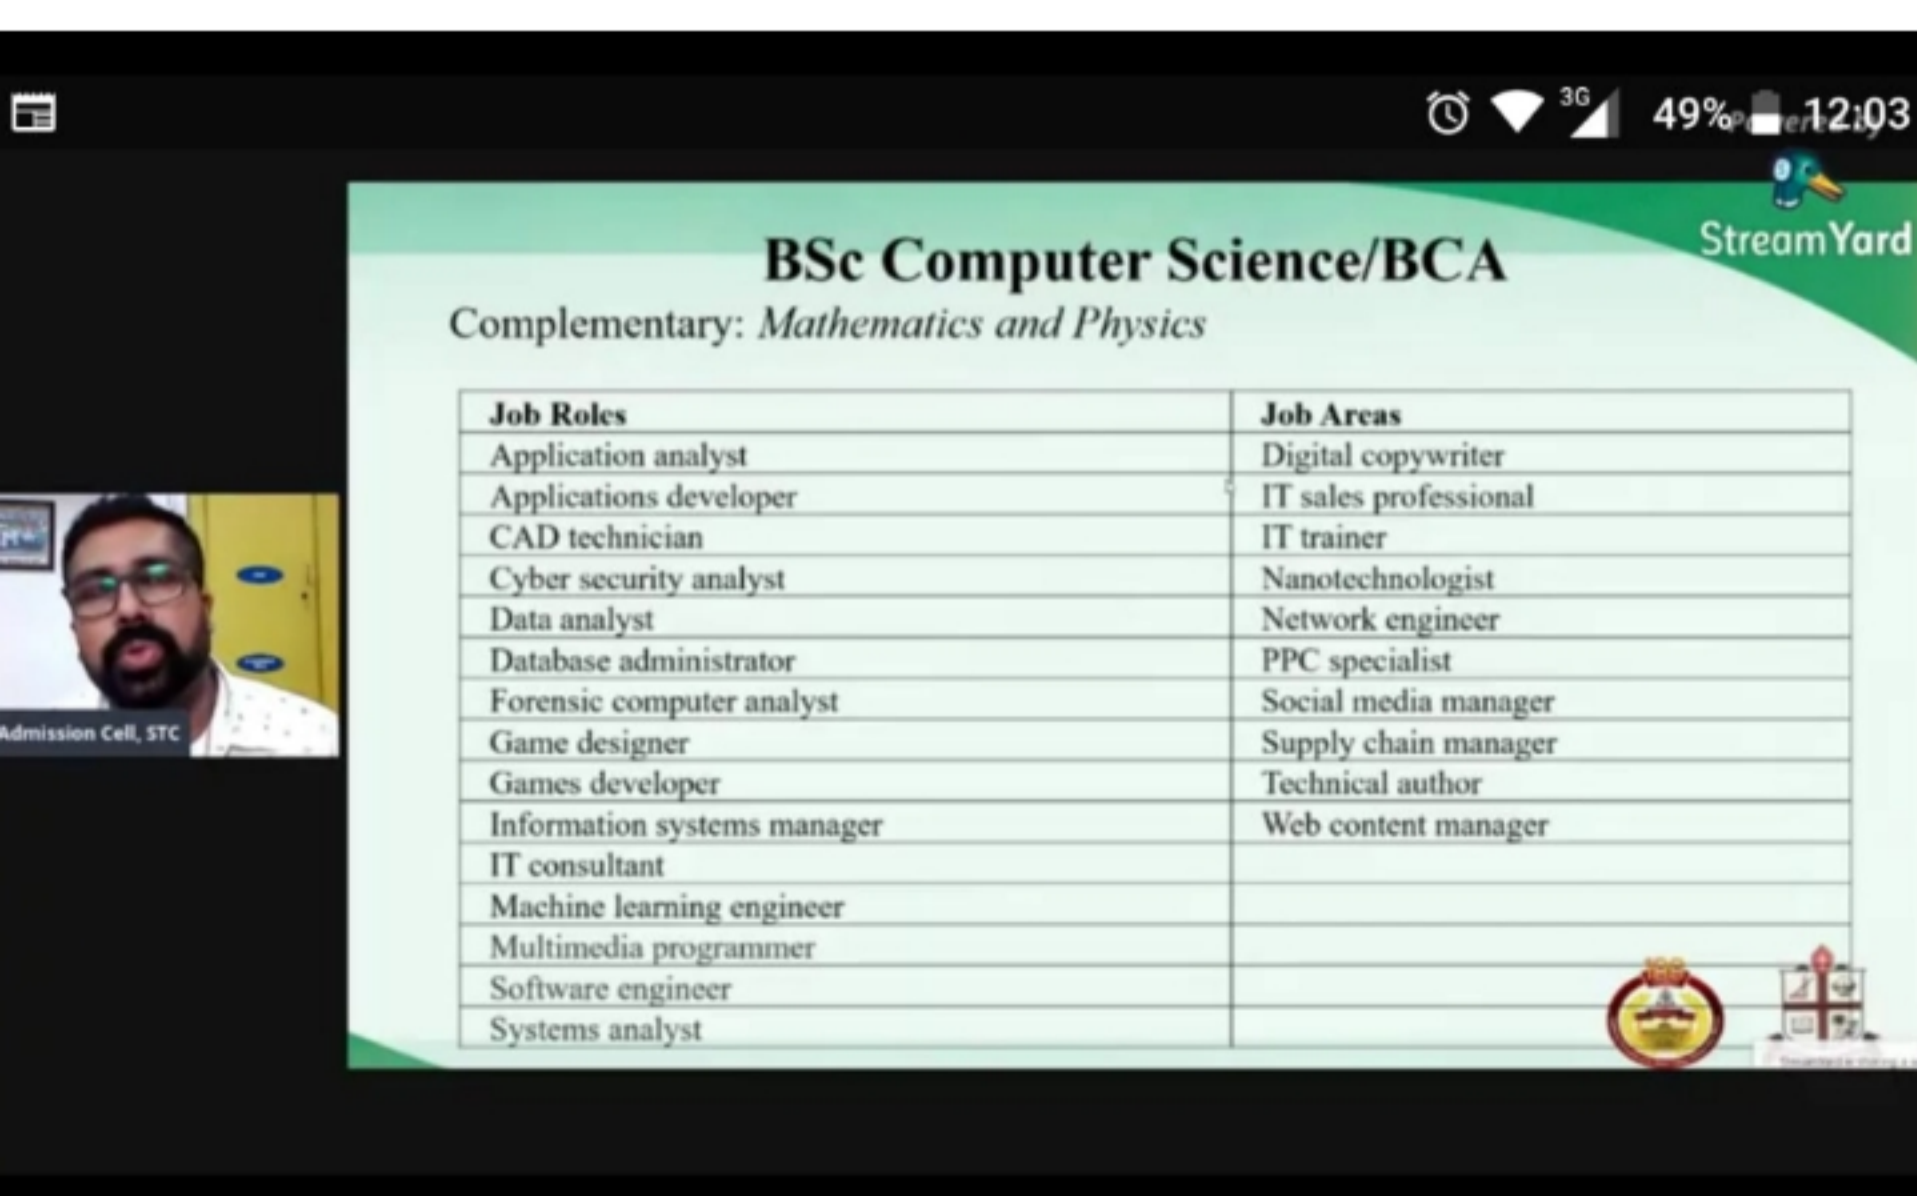 3G 49% 12:03
Powered by
StreamYard
BSc Computer Science/BCA
Complementary: Mathematics and Physics
Job Roles Job Areas
Application analyst Digital copywriter
Applications developer IT sales professional
CAD technician IT trainer
Cyber security analyst Nanotechnologist
Data analyst Network engineer
Database administrator PPC specialist
Forensic computer analyst Social media manager
Game designer Supply chain manager
Games developer Technical author
Information systems manager Web content manager
IT consultant
Machine learning engineer
Multimedia programmer
Software engineer
Systems analyst
Admission Cell, STC
100